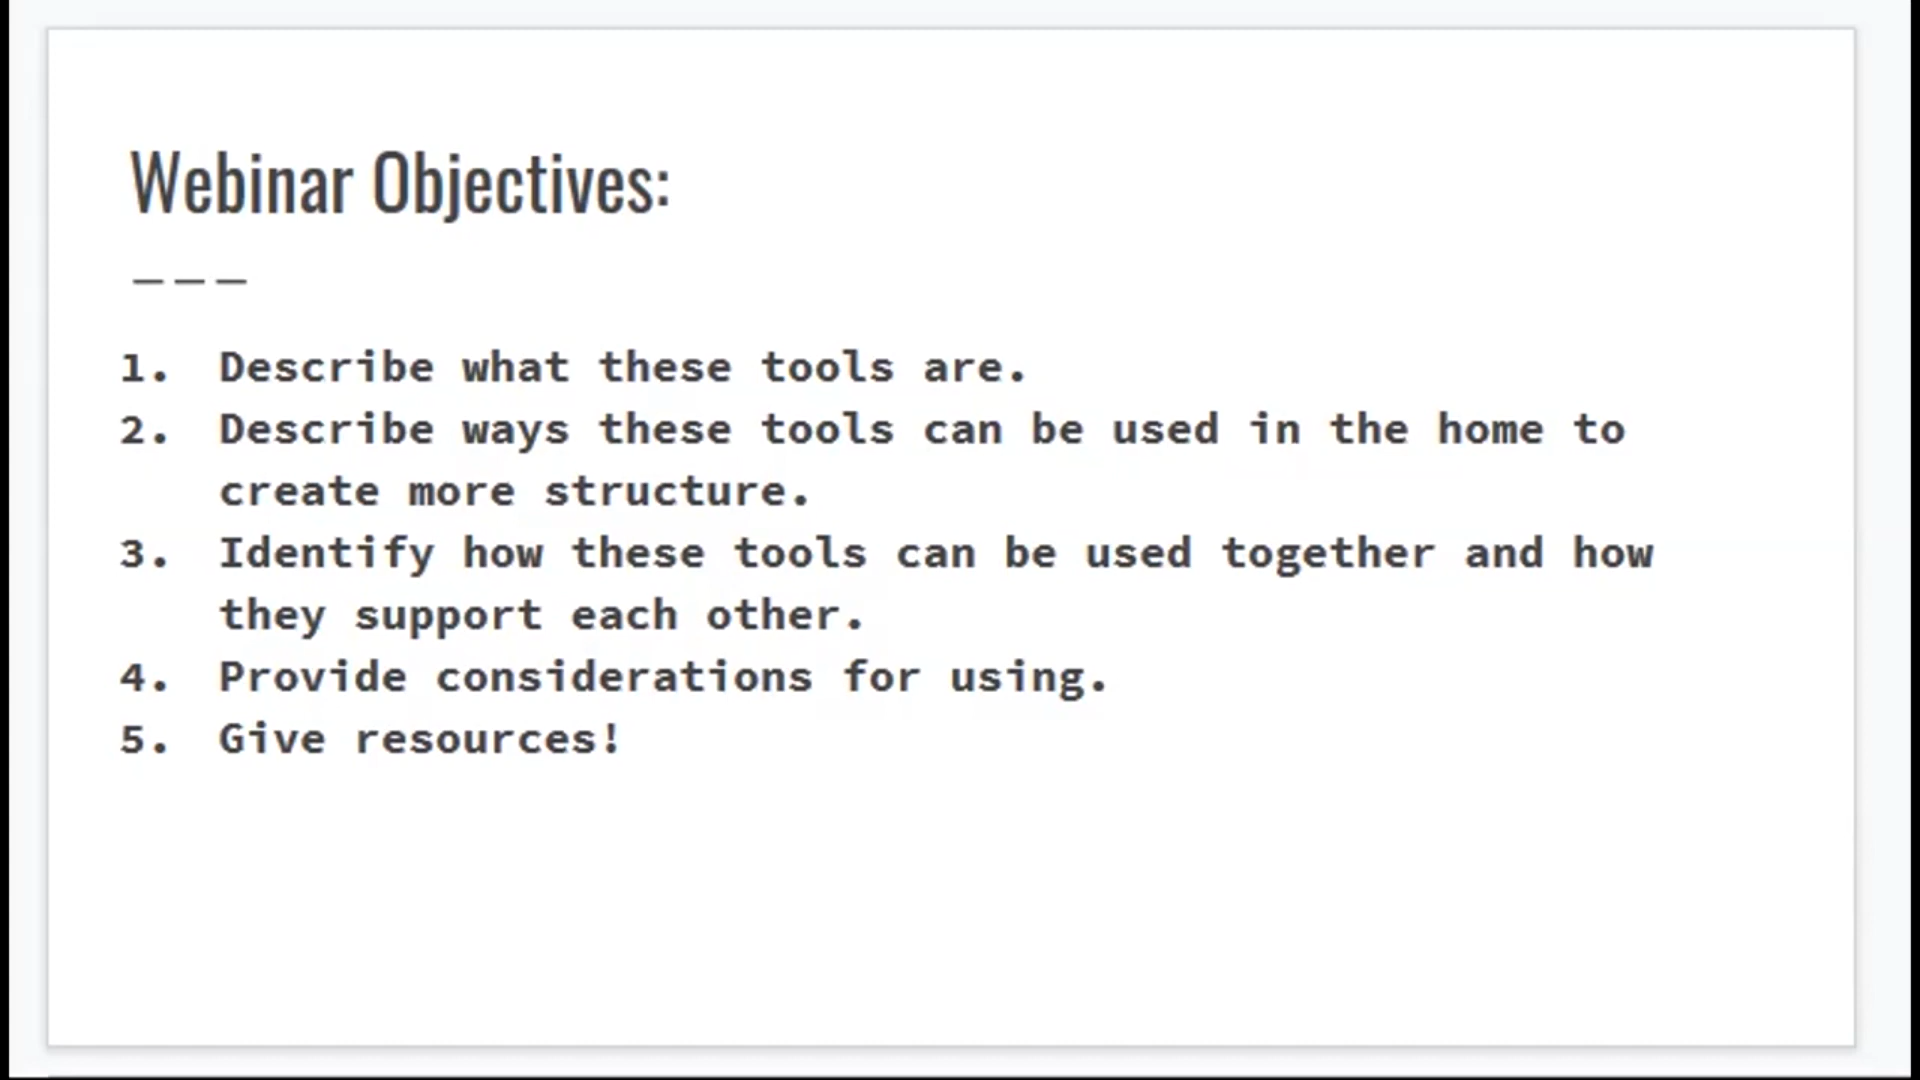 Webinar Objectives:
———
1. Describe what these tools are.
2. Describe ways these tools can be used in the home to
create more structure.
3. Identify how these tools can be used together and how
they support each other.
4. Provide considerations for using.
5. Give resources!